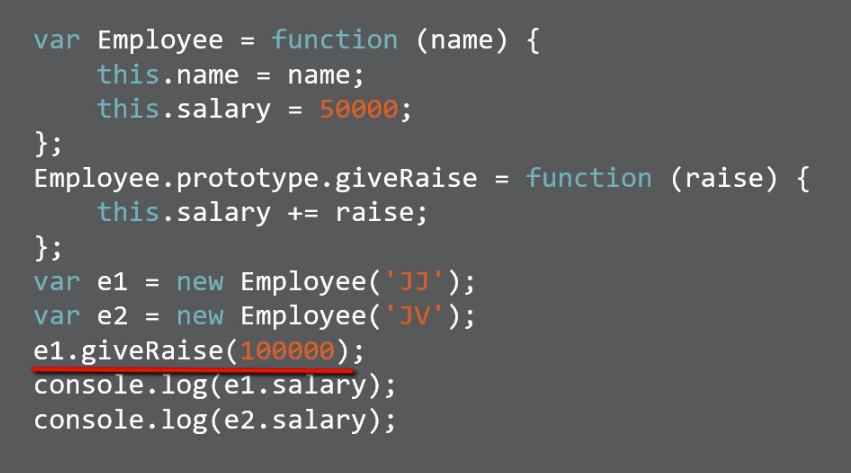 var Employee = function (name) {
    this.name = name;
    this.salary = 50000;
};
Employee.prototype.giveRaise = function (raise) {
    this.salary += raise;
};
var e1 = new Employee('JJ');
var e2 = new Employee('JV');
e1.giveRaise(100000);
console.log(e1.salary);
console.log(e2.salary);